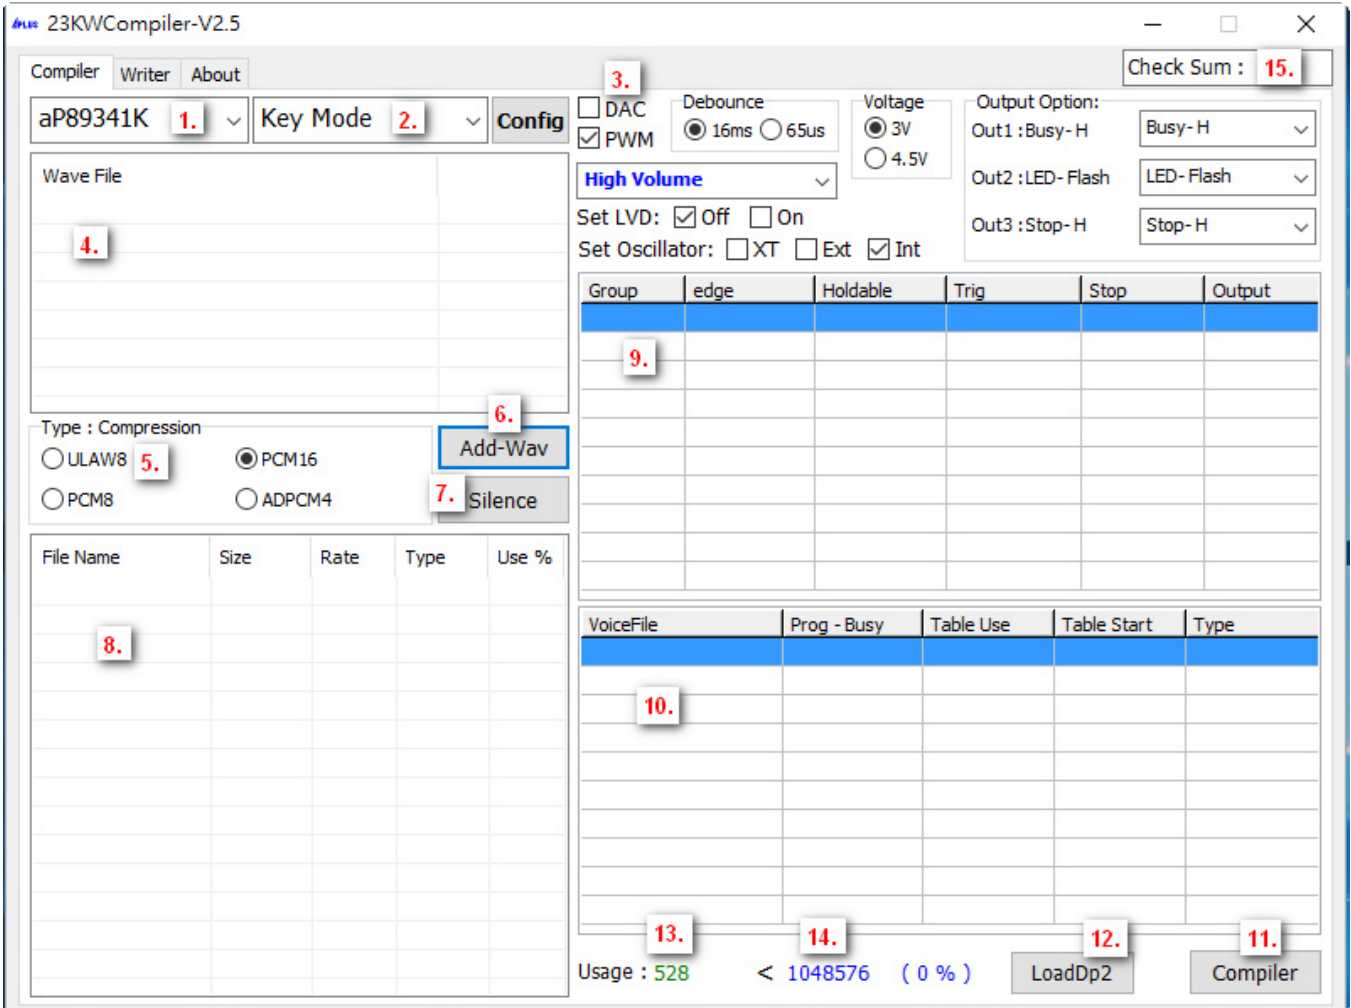 aPLUS 23KWCompiler-V2.5
Compiler Writer About
Check Sum : 15.
aP89341K 1. Key Mode 2. Config
3.
DAC
PWM
Debounce
16ms 65us
Voltage
3V
4.5V
Output Option:
Out1 :Busy- H Busy- H
Out2 :LED- Flash LED- Flash
Out3 :Stop- H Stop- H
High Volume
Set LVD: Off On
Set Oscillator: XT Ext Int
Wave File
4.
Type : Compression
ULAW8 5. PCM16
PCM8 ADPCM4
6.
Add-Wav
7. Silence
File Name Size Rate Type Use %
8.
Group edge Holdable Trig Stop Output
9.
VoiceFile Prog - Busy Table Use Table Start Type
10.
13. 14. 12. 11.
Usage : 528 < 1048576 ( 0 % ) LoadDp2 Compiler